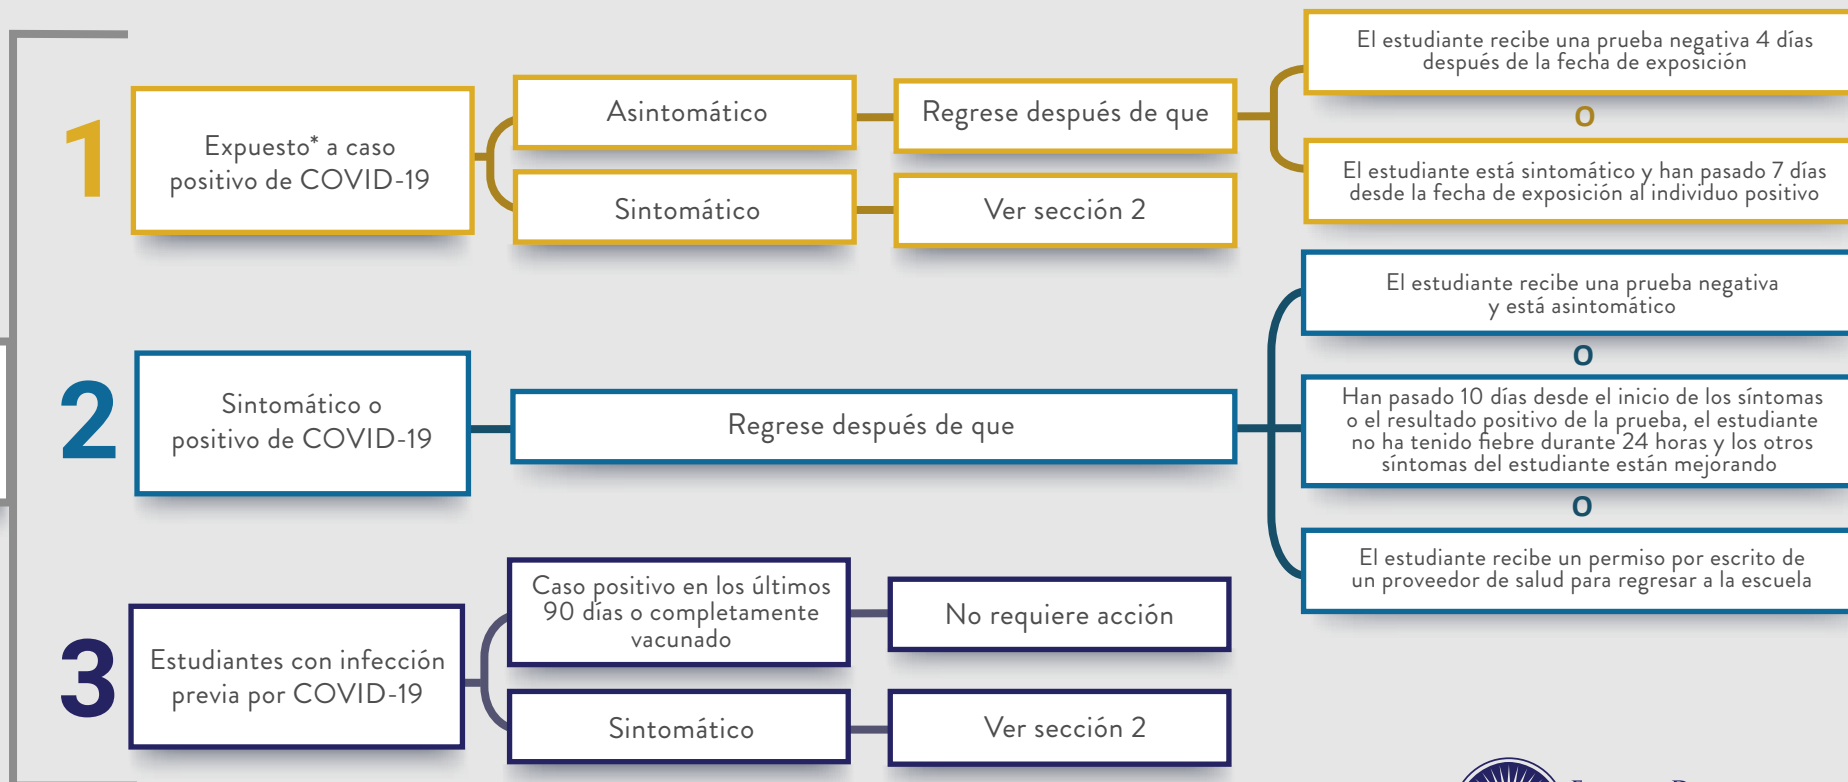 1
Expuesto* a caso
positivo de COVID-19
Asintomático
Regrese después de que
El estudiante recibe una prueba negativa 4 días
después de la fecha de exposición
o
El estudiante está sintomático y han pasado 7 días
desde la fecha de exposición al individuo positivo
Sintomático
Ver sección 2
2
Sintomático o
positivo de COVID-19
Regrese después de que
El estudiante recibe una prueba negativa
y está asintomático
o
Han pasado 10 días desde el inicio de los síntomas
o el resultado positivo de la prueba, el estudiante
no ha tenido fiebre durante 24 horas y los otros
síntomas del estudiante están mejorando
o
El estudiante recibe un permiso por escrito de
un proveedor de salud para regresar a la escuela
3
Estudiantes con infección
previa por COVID-19
Caso positivo en los últimos
90 días o completamente
vacunado
No requiere acción
Sintomático
Ver sección 2